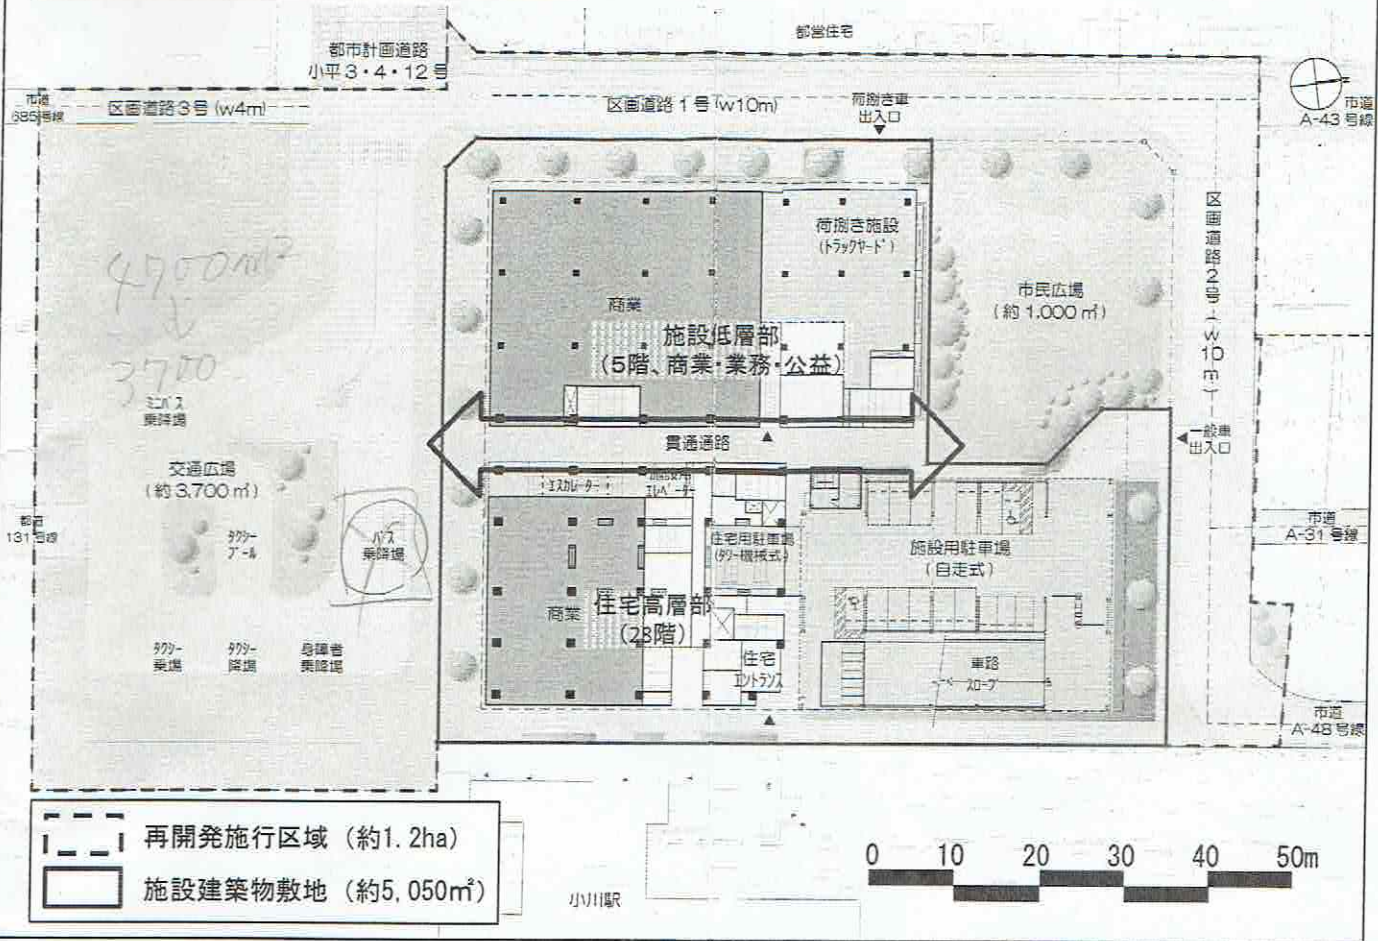 都営住宅
都市計画道路
小平3・4・12号
市道
685号線
区画道路3号(w4m)
区画道路1号(w10m)
荷捌き車
出入口
市道
A-43号線
区画道路2号(w10m)
荷捌き施設
(トラックヤード)
市民広場
(約1,000㎡)
4700m²
↓
3700
商業
施設低層部
(5階、商業・業務・公益)
ミニバス
乗降場
貫通通路
一般車
出入口
交通広場
(約3,700㎡)
エスカレーター
施設用
エレベーター
都道
131号線
タクシー
プール
バス
乗降場
住宅用駐車場
(タワー機械式)
施設用駐車場
(自走式)
市道
A-31号線
商業
住宅高層部
(28階)
タクシー
乗場
タクシー
降場
身障者
乗降場
住宅
エントランス
車路
スロープ
市道
A-48号線
再開発施行区域(約1.2ha)
施設建築物敷地(約5,050㎡)
小川駅
0 10 20 30 40 50m